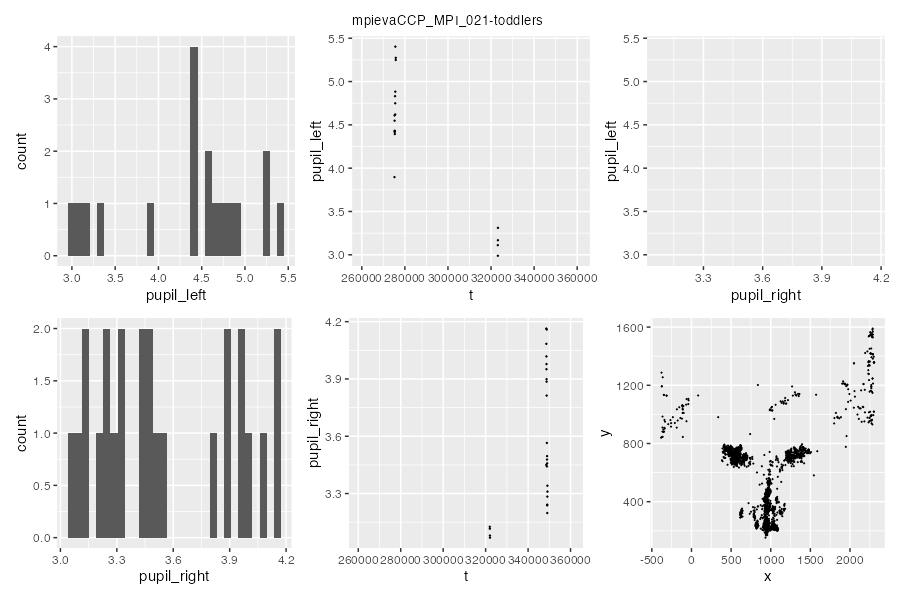 mpievaCCP_MPI_021-toddlers
4
3
2
1
0
count
3.0 3.5 4.0 4.5 5.0 5.5
pupil_left
5.5
5.0
4.5
4.0
3.5
3.0
pupil_left
260000 280000 300000 320000 340000 360000
t
5.5
5.0
4.5
4.0
3.5
3.0
pupil_left
3.3 3.6 3.9 4.2
pupil_right
2.0
1.5
1.0
0.5
0.0
count
3.0 3.3 3.6 3.9 4.2
pupil_right
4.2
3.9
3.6
3.3
pupil_right
260000 280000 300000 320000 340000 360000
t
1600
1200
800
400
y
-500 0 500 1000 1500 2000
x